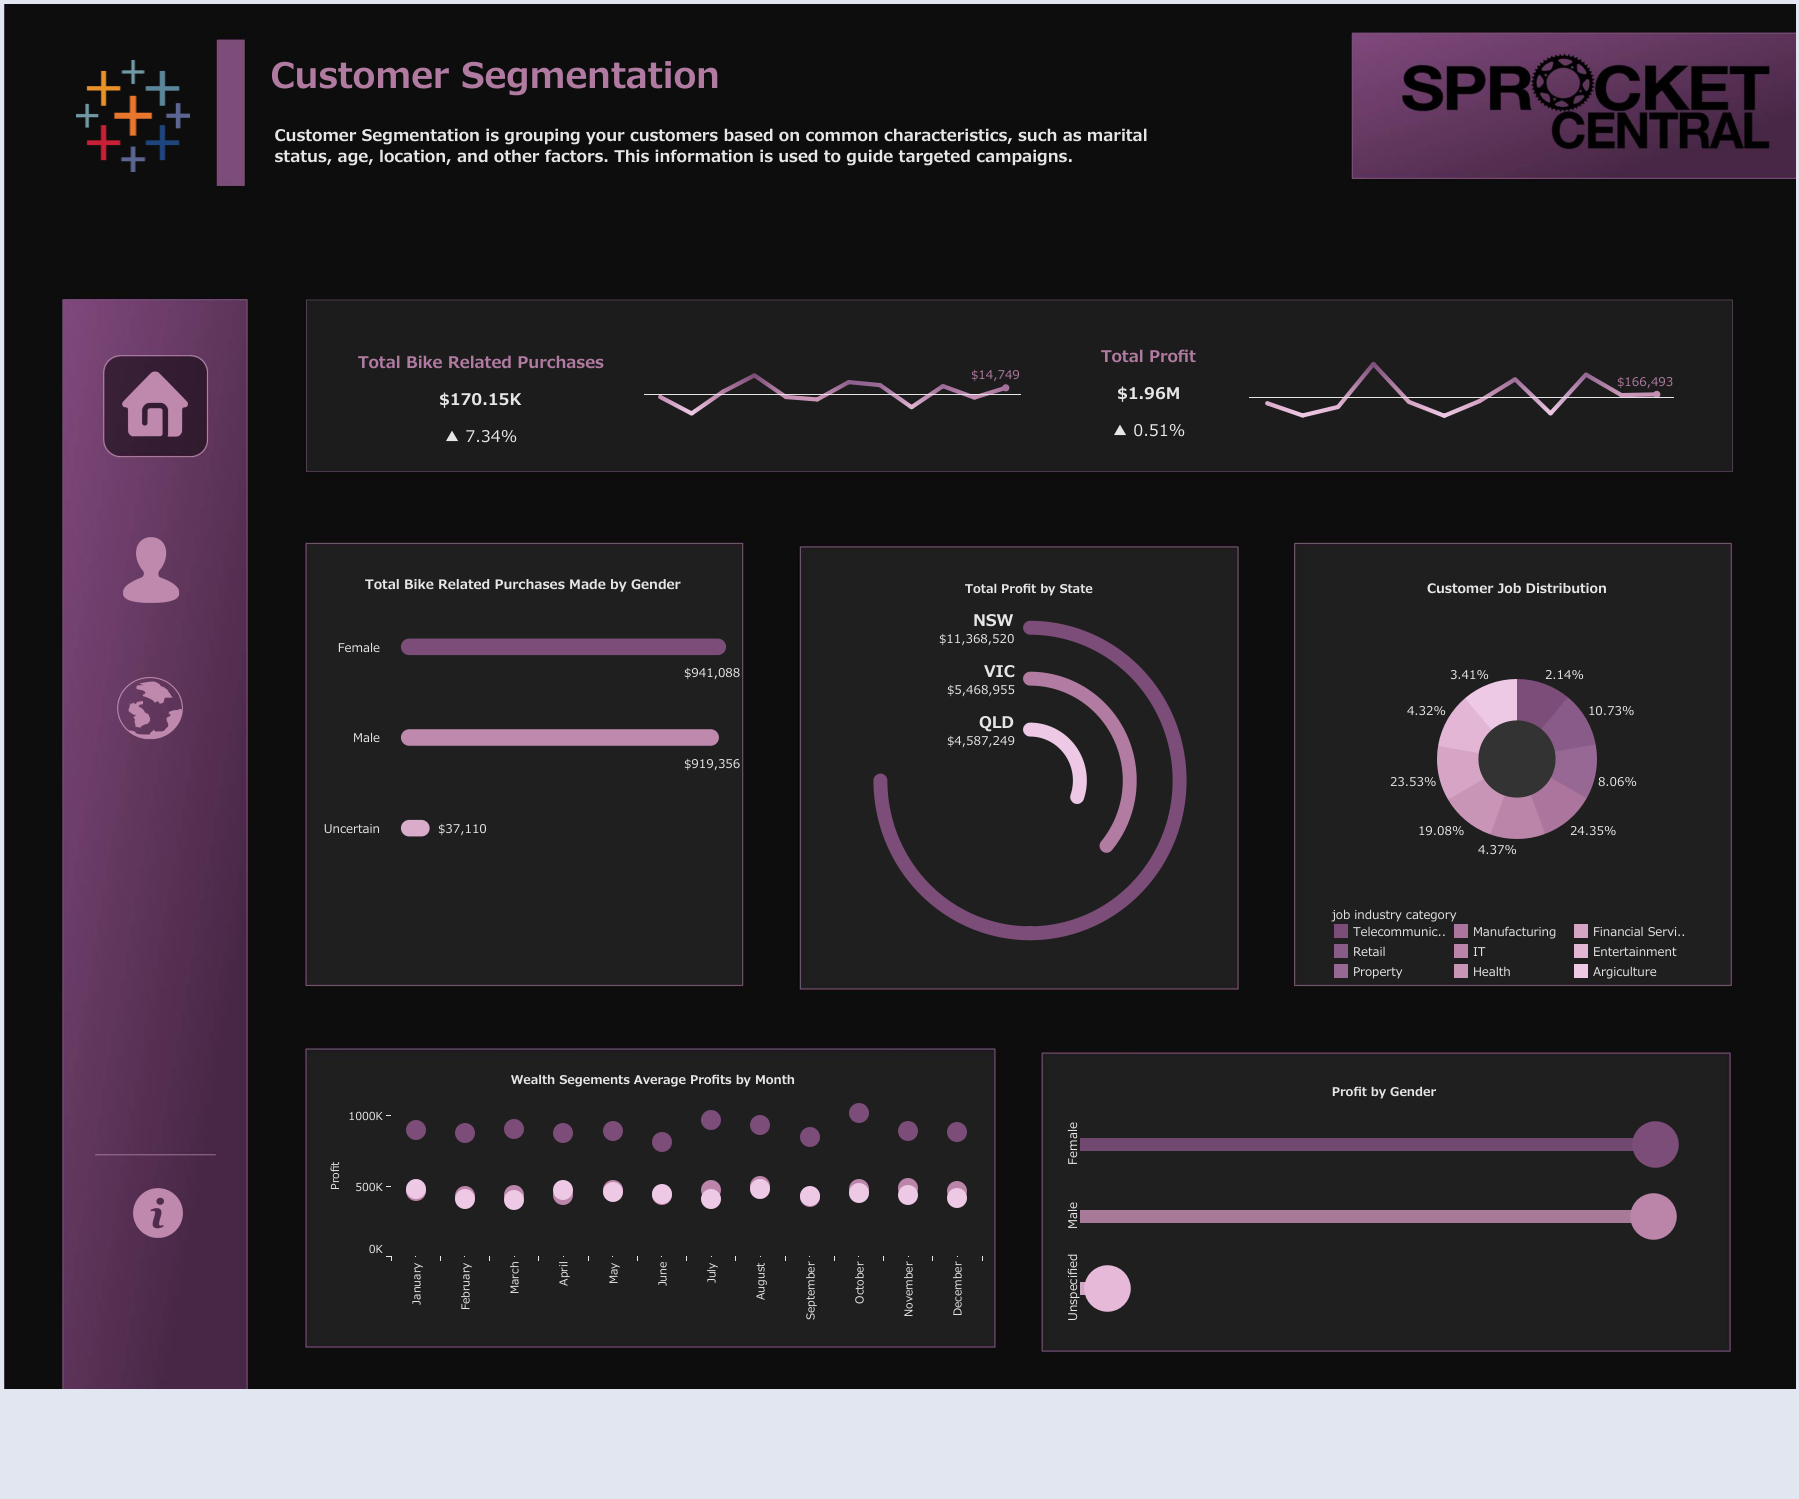 Customer Segmentation
Customer Segmentation is grouping your customers based on common characteristics, such as marital
status, age, location, and other factors. This information is used to guide targeted campaigns.
SPROCKET
CENTRAL
Total Bike Related Purchases
$170.15K
▲ 7.34%
$14,749
Total Profit
$1.96M
▲ 0.51%
$166,493
Total Bike Related Purchases Made by Gender
Female
$941,088
Male
$919,356
Uncertain
$37,110
Total Profit by State
NSW
$11,368,520
VIC
$5,468,955
QLD
$4,587,249
Customer Job Distribution
3.41%
2.14%
4.32%
10.73%
23.53%
8.06%
19.08%
24.35%
4.37%
job industry category
Telecommunic.. Manufacturing Financial Servi..
Retail IT Entertainment
Property Health Argiculture
Wealth Segements Average Profits by Month
Profit
1000K
500K
0K
January
February
March
April
May
June
July
August
September
October
November
December
Profit by Gender
Female
Male
Unspecified
i